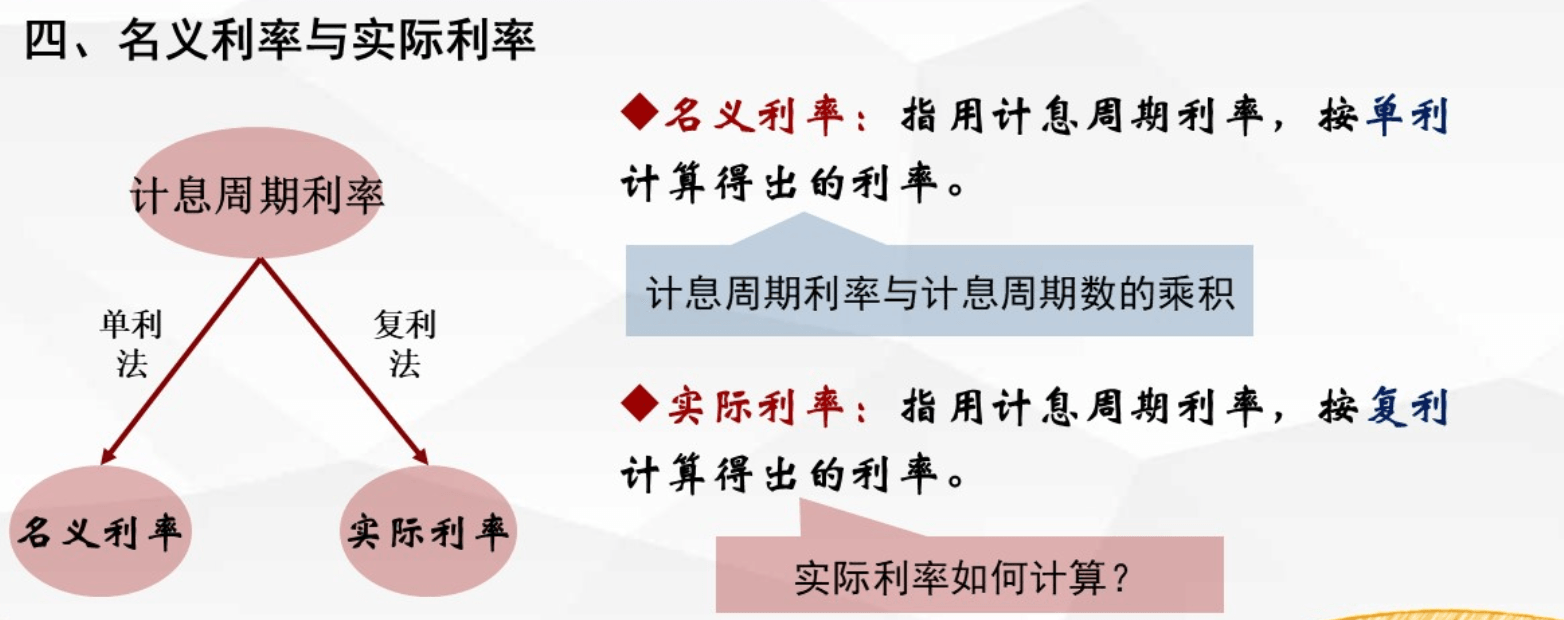 四、名义利率与实际利率
计息周期利率
单利
法
复利
法
名义利率
实际利率
◆名义利率：指用计息周期利率，按单利
计算得出的利率。
计息周期利率与计息周期数的乘积
◆实际利率：指用计息周期利率，按复利
计算得出的利率。
实际利率如何计算？